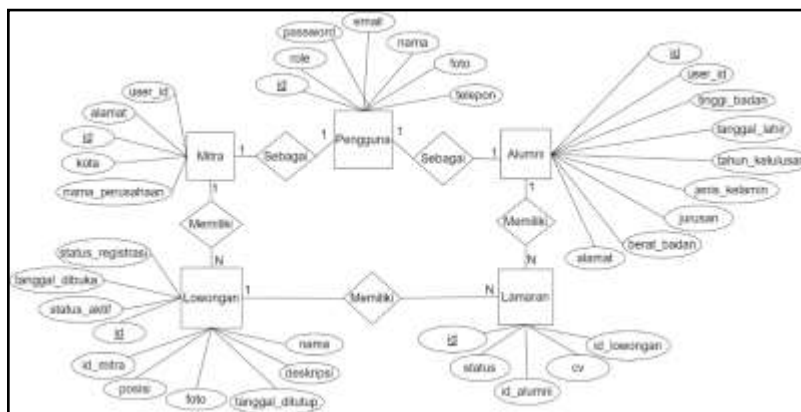 email
password
nama
role
foto
id
telepon
Pengguna
id
user_id
tinggi_badan
tanggal_lahir
tahun_kelulusan
jenis_kelamin
jurusan
berat_badan
alamat
user_id
alamat
id
kota
nama_perusahaan
Mitra
1
Sebagai
1
1
Sebagai
1
Alumni
1
Memiliki
N
1
Memiliki
N
status_registrasi
tanggal_dibuka
status_aktif
id
id_mitra
posisi
foto
tanggal_ditutup
deskripsi
nama
Lowongan
1
Memiliki
N
Lamaran
id
status
id_alumni
cv
id_lowongan